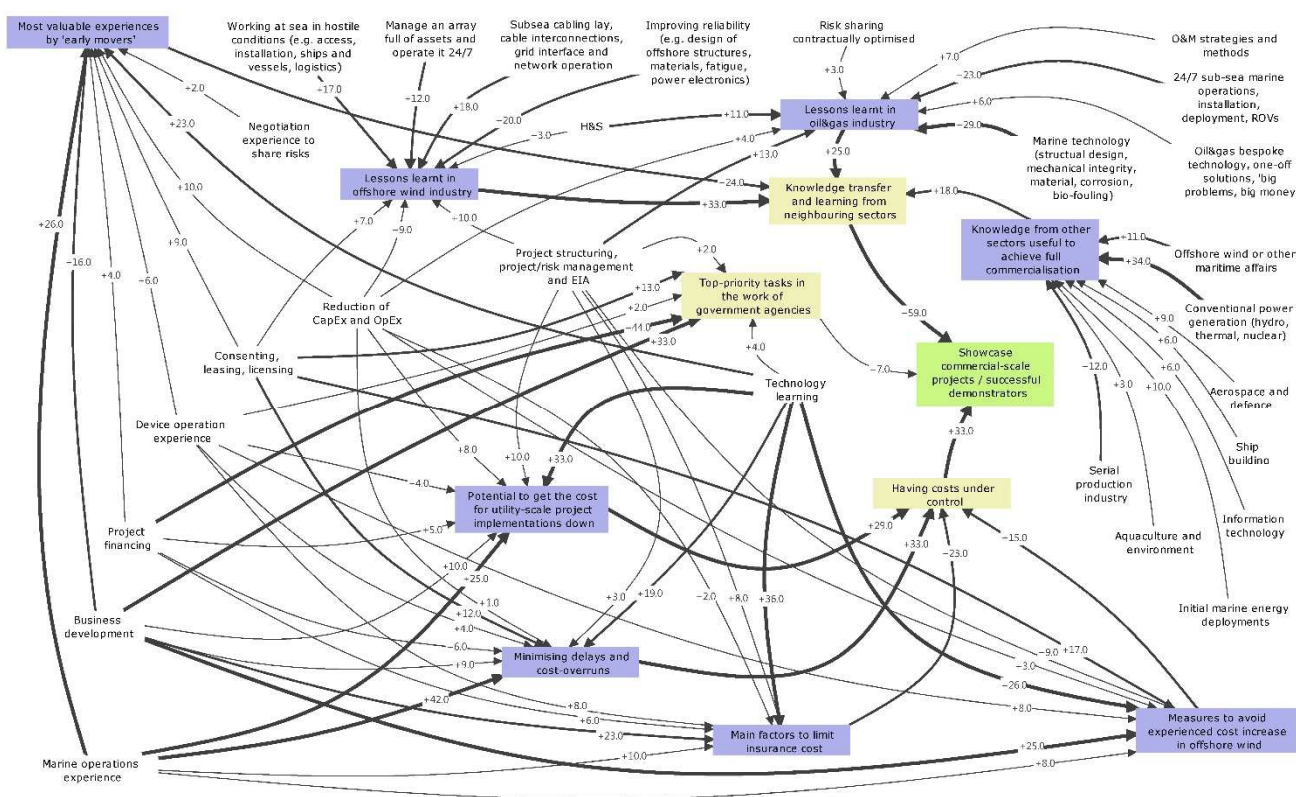 Most valuable experiences
by 'early movers'
Working at sea in hostile
conditions (e.g. access,
installation, ships and
vessels, logistics)
Manage an array
full of assets and
operate it 24/7
Subsea cabling lay,
cable interconnections,
grid interface and
network operation
Improving reliability
(e.g. design of
offshore structures,
materials, fatigue,
power electronics)
Risk sharing
contractually optimised
O&M strategies and
methods
24/7 sub-sea marine
operations,
installation,
deployment, ROVs
Oil&gas bespoke
technology, one-off
solutions, 'big
problems, big money'
Marine technology
(structual design,
mechanical integrity,
material, corrosion,
bio-fouling)
+2.0
+23.0
+10.0
+17.0
−12.0
+18.0
−20.0
−3.0
+3.0
+7.0
−23.0
+6.0
−29.0
+11.0
+4.0
+13.0
+25.0
Negotiation
experience to
share risks
H&S
Lessons learnt in
oil&gas industry
Lessons learnt in
offshore wind industry
−24.0
+33.0
Knowledge transfer
and learning from
neighbouring sectors
+18.0
Knowledge from other
sectors useful to
achieve full
commercialisation
+11.0
+34.0
Offshore wind or other
maritime affairs
Conventional power
generation (hydro,
thermal, nuclear)
+26.0
−16.0
+4.0
−6.0
+9.0
+7.0
−9.0
+10.0
Project structuring,
project/risk management
and EIA
+2.0
Top-priority tasks in
the work of
government agencies
+13.0
+2.0
−44.0
+33.0
+4.0
−59.0
−7.0
Reduction of
CapEx and OpEx
Consenting,
leasing, licensing
Device operation
experience
Technology
learning
Showcase
commercial-scale
projects / successful
demonstrators
+33.0
+9.0
+6.0
+6.0
+10.0
+3.0
−12.0
Aerospace and
defence
Ship
building
Serial
production
industry
Information
technology
Aquaculture and
environment
Initial marine energy
deployments
+8.0
+10.0
+33.0
−4.0
+5.0
Potential to get the cost
for utility-scale project
implementations down
Having costs under
control
+29.0
+33.0
−23.0
−15.0
Project
financing
Business
development
Marine operations
experience
+10.0
+25.0
+1.0
+12.0
+4.0
−6.0
+9.0
+42.0
+3.0
+19.0
−2.0
+8.0
+36.0
Minimising delays and
cost-overruns
+8.0
+6.0
+23.0
+10.0
Main factors to limit
insurance cost
−9.0
+17.0
−3.0
−26.0
+8.0
+25.0
+8.0
Measures to avoid
experienced cost increase
in offshore wind